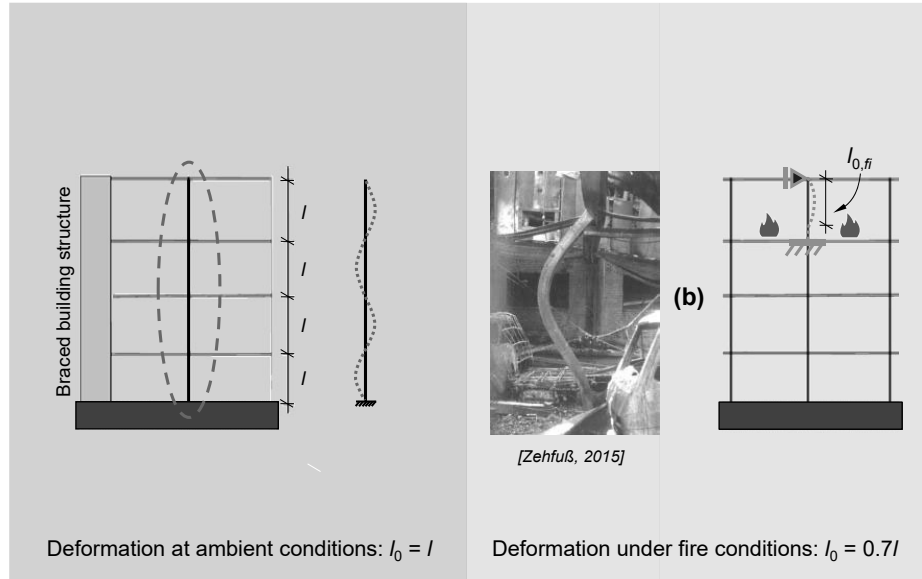 Braced building structure
l
l
l
l
l0,fi
(b)
[Zehfuß, 2015]
Deformation at ambient conditions: l0 = l
Deformation under fire conditions: l0 = 0.7l